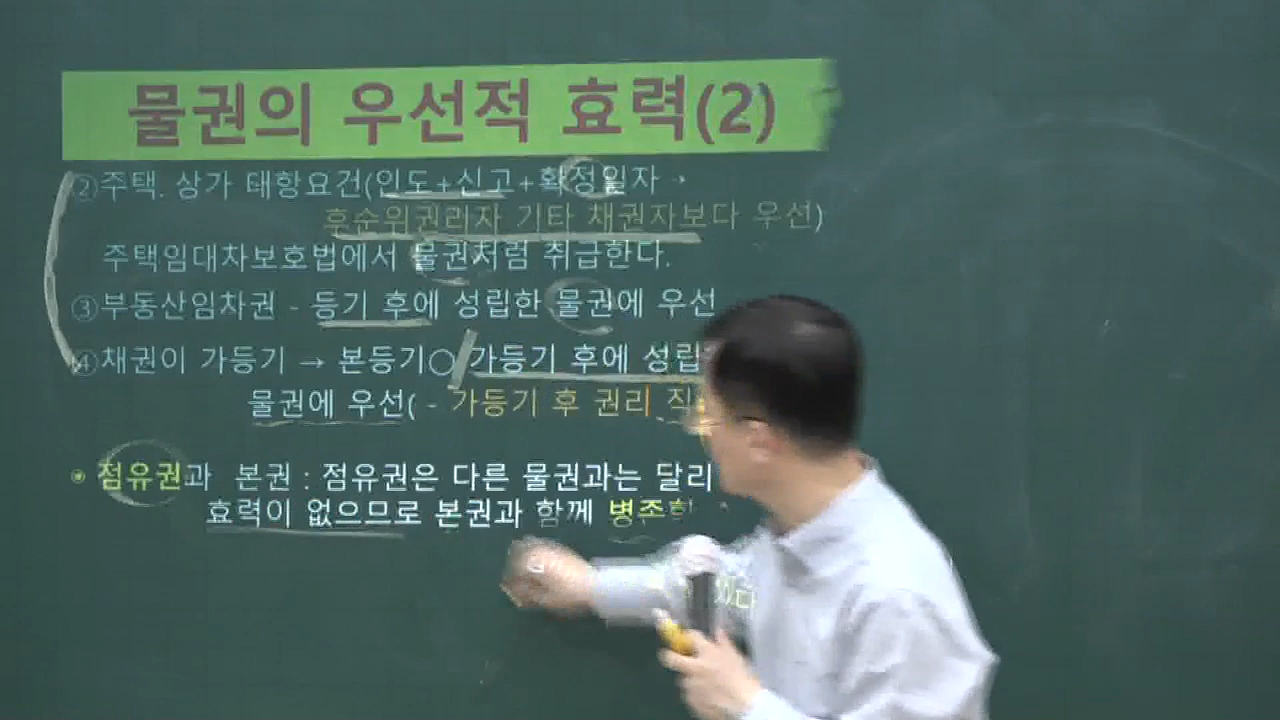 물권의 우선적 효력(2)
②주택. 상가 대항요건(인도+신고+확정일자 →
후순위권리자 기타 채권자보다 우선)
주택임대차보호법에서 물권처럼 취급한다.
③부동산임차권 - 등기 후에 성립한 물권에 우선
④채권이 가등기 → 본등기○ 가등기 후에 성립
물권에 우선( - 가등기 후 권리 직
◉ 점유권과 본권 : 점유권은 다른 물권과는 달리
효력이 없으므로 본권과 함께 병존할
있다